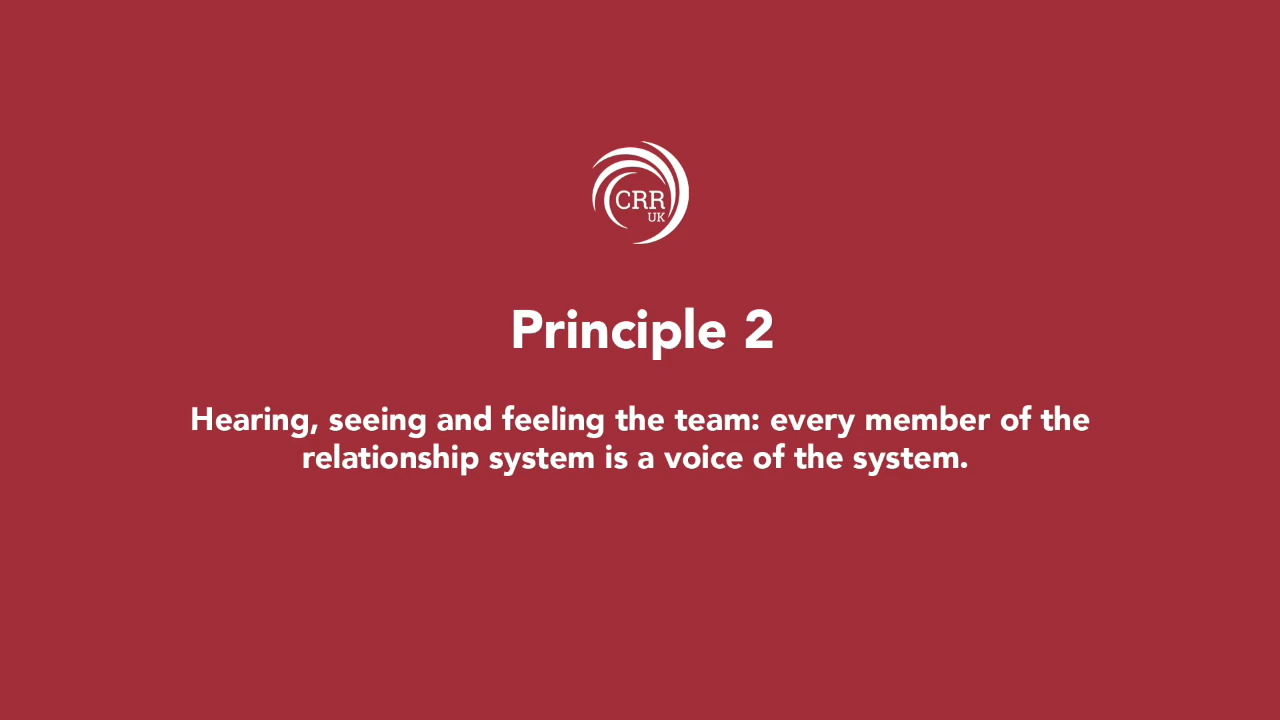 CRR
UK
Principle 2
Hearing, seeing and feeling the team: every member of the
relationship system is a voice of the system.